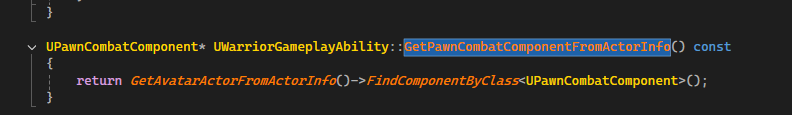 }
UPawnCombatComponent* UWarriorGameplayAbility::GetPawnCombatComponentFromActorInfo() const
{
return GetAvatarActorFromActorInfo()->FindComponentByClass<UPawnCombatComponent>();
}